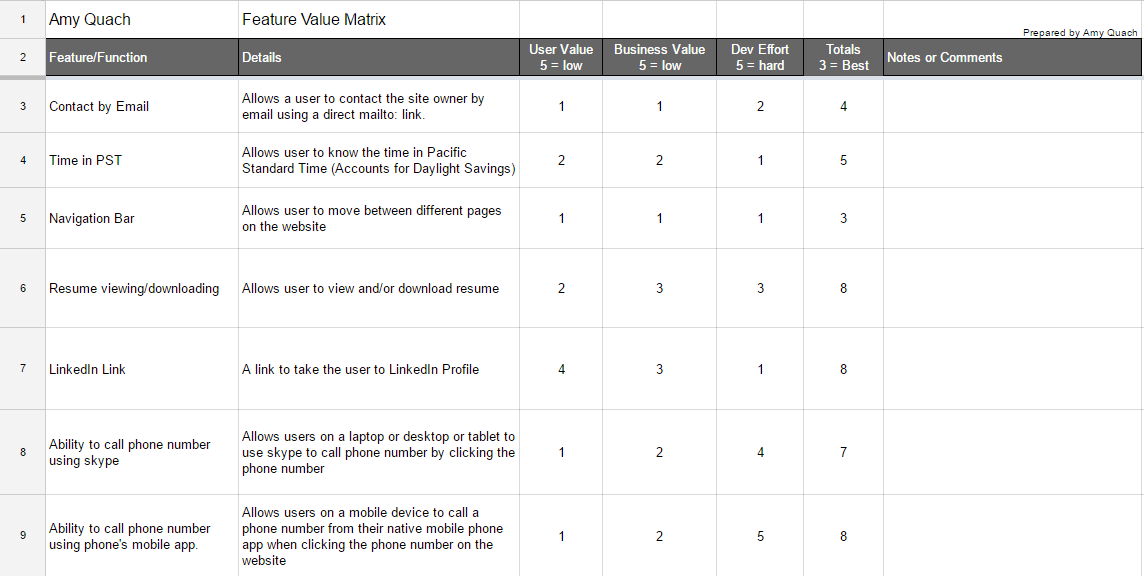 1 Amy Quach Feature Value Matrix Prepared by Amy Quach
2 Feature/Function Details User Value Business Value Dev Effort Totals Notes or Comments
5 = low 5 = low 5 = hard 3 = Best
3 Contact by Email Allows a user to contact the site owner by 1 1 2 4
email using a direct mailto: link.
4 Time in PST Allows user to know the time in Pacific 2 2 1 5
Standard Time (Accounts for Daylight Savings)
5 Navigation Bar Allows user to move between different pages 1 1 1 3
on the website
6 Resume viewing/downloading Allows user to view and/or download resume 2 3 3 8
7 LinkedIn Link A link to take the user to LinkedIn Profile 4 3 1 8
8 Ability to call phone number Allows users on a laptop or desktop or tablet to 1 2 4 7
using skype use skype to call phone number by clicking the
phone number
9 Ability to call phone number Allows users on a mobile device to call a 1 2 5 8
using phone's mobile app. phone number from their native mobile phone
app when clicking the phone number on the
website